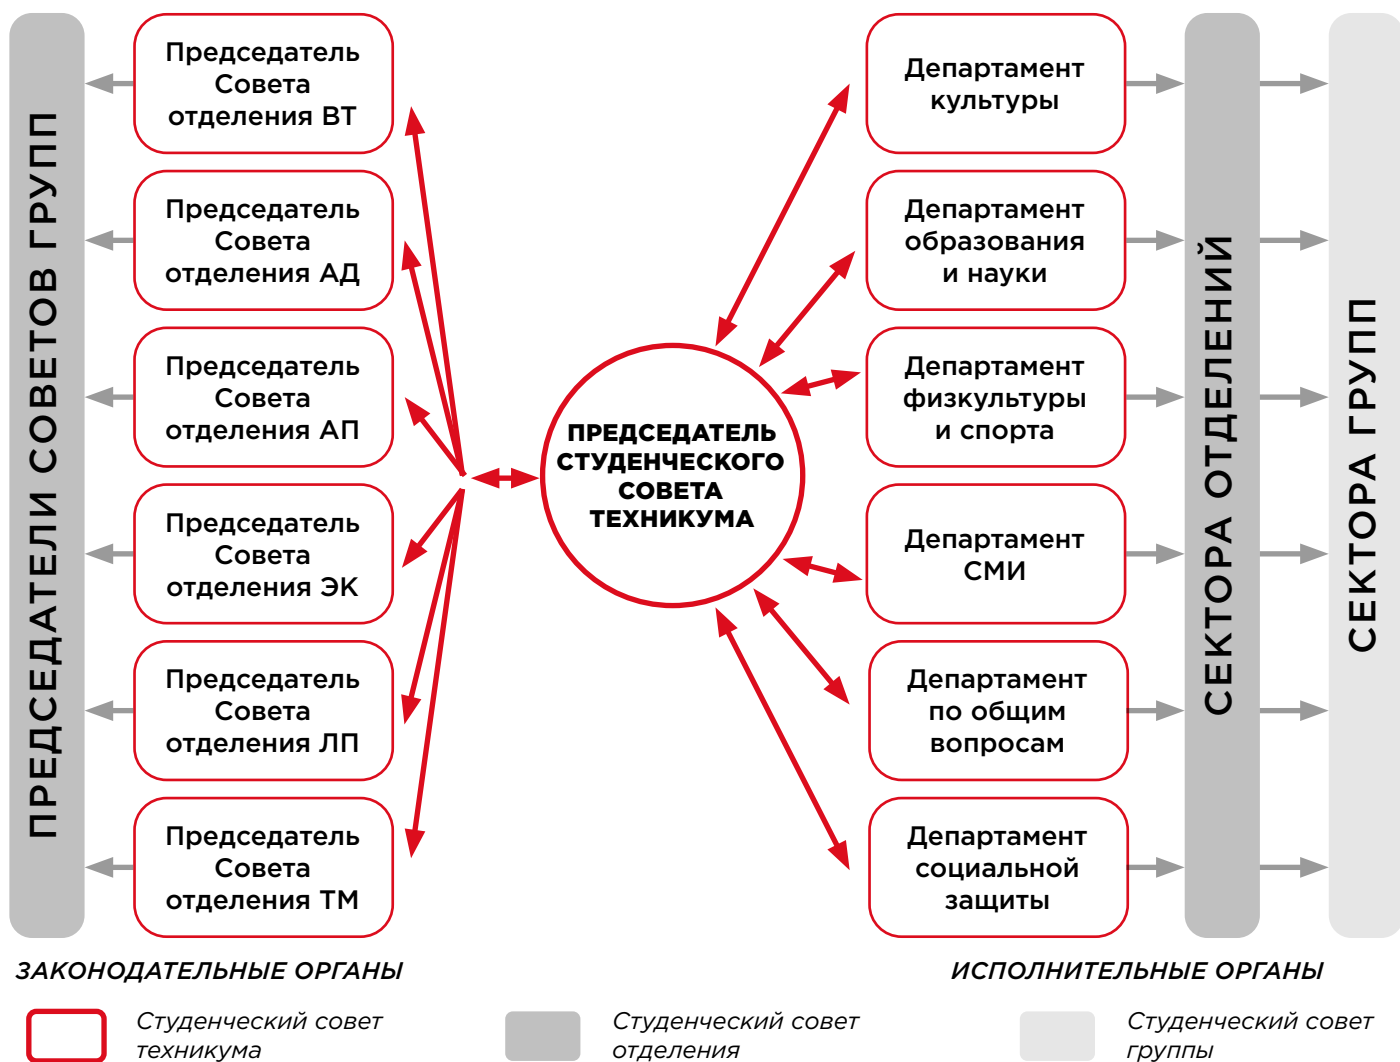 ПРЕДСЕДАТЕЛИ СОВЕТОВ ГРУПП
Председатель
Совета
отделения ВТ
Председатель
Совета
отделения АД
Председатель
Совета
отделения АП
Председатель
Совета
отделения ЭК
Председатель
Совета
отделения ЛП
Председатель
Совета
отделения ТМ
ПРЕДСЕДАТЕЛЬ
СТУДЕНЧЕСКОГО
СОВЕТА
ТЕХНИКУМА
Департамент
культуры
Департамент
образования
и науки
Департамент
физкультуры
и спорта
Департамент
СМИ
Департамент
по общим
вопросам
Департамент
социальной
защиты
СЕКТОРА ОТДЕЛЕНИЙ
СЕКТОРА ГРУПП
ЗАКОНОДАТЕЛЬНЫЕ ОРГАНЫ
ИСПОЛНИТЕЛЬНЫЕ ОРГАНЫ
Студенческий совет
техникума
Студенческий совет
отделения
Студенческий совет
группы